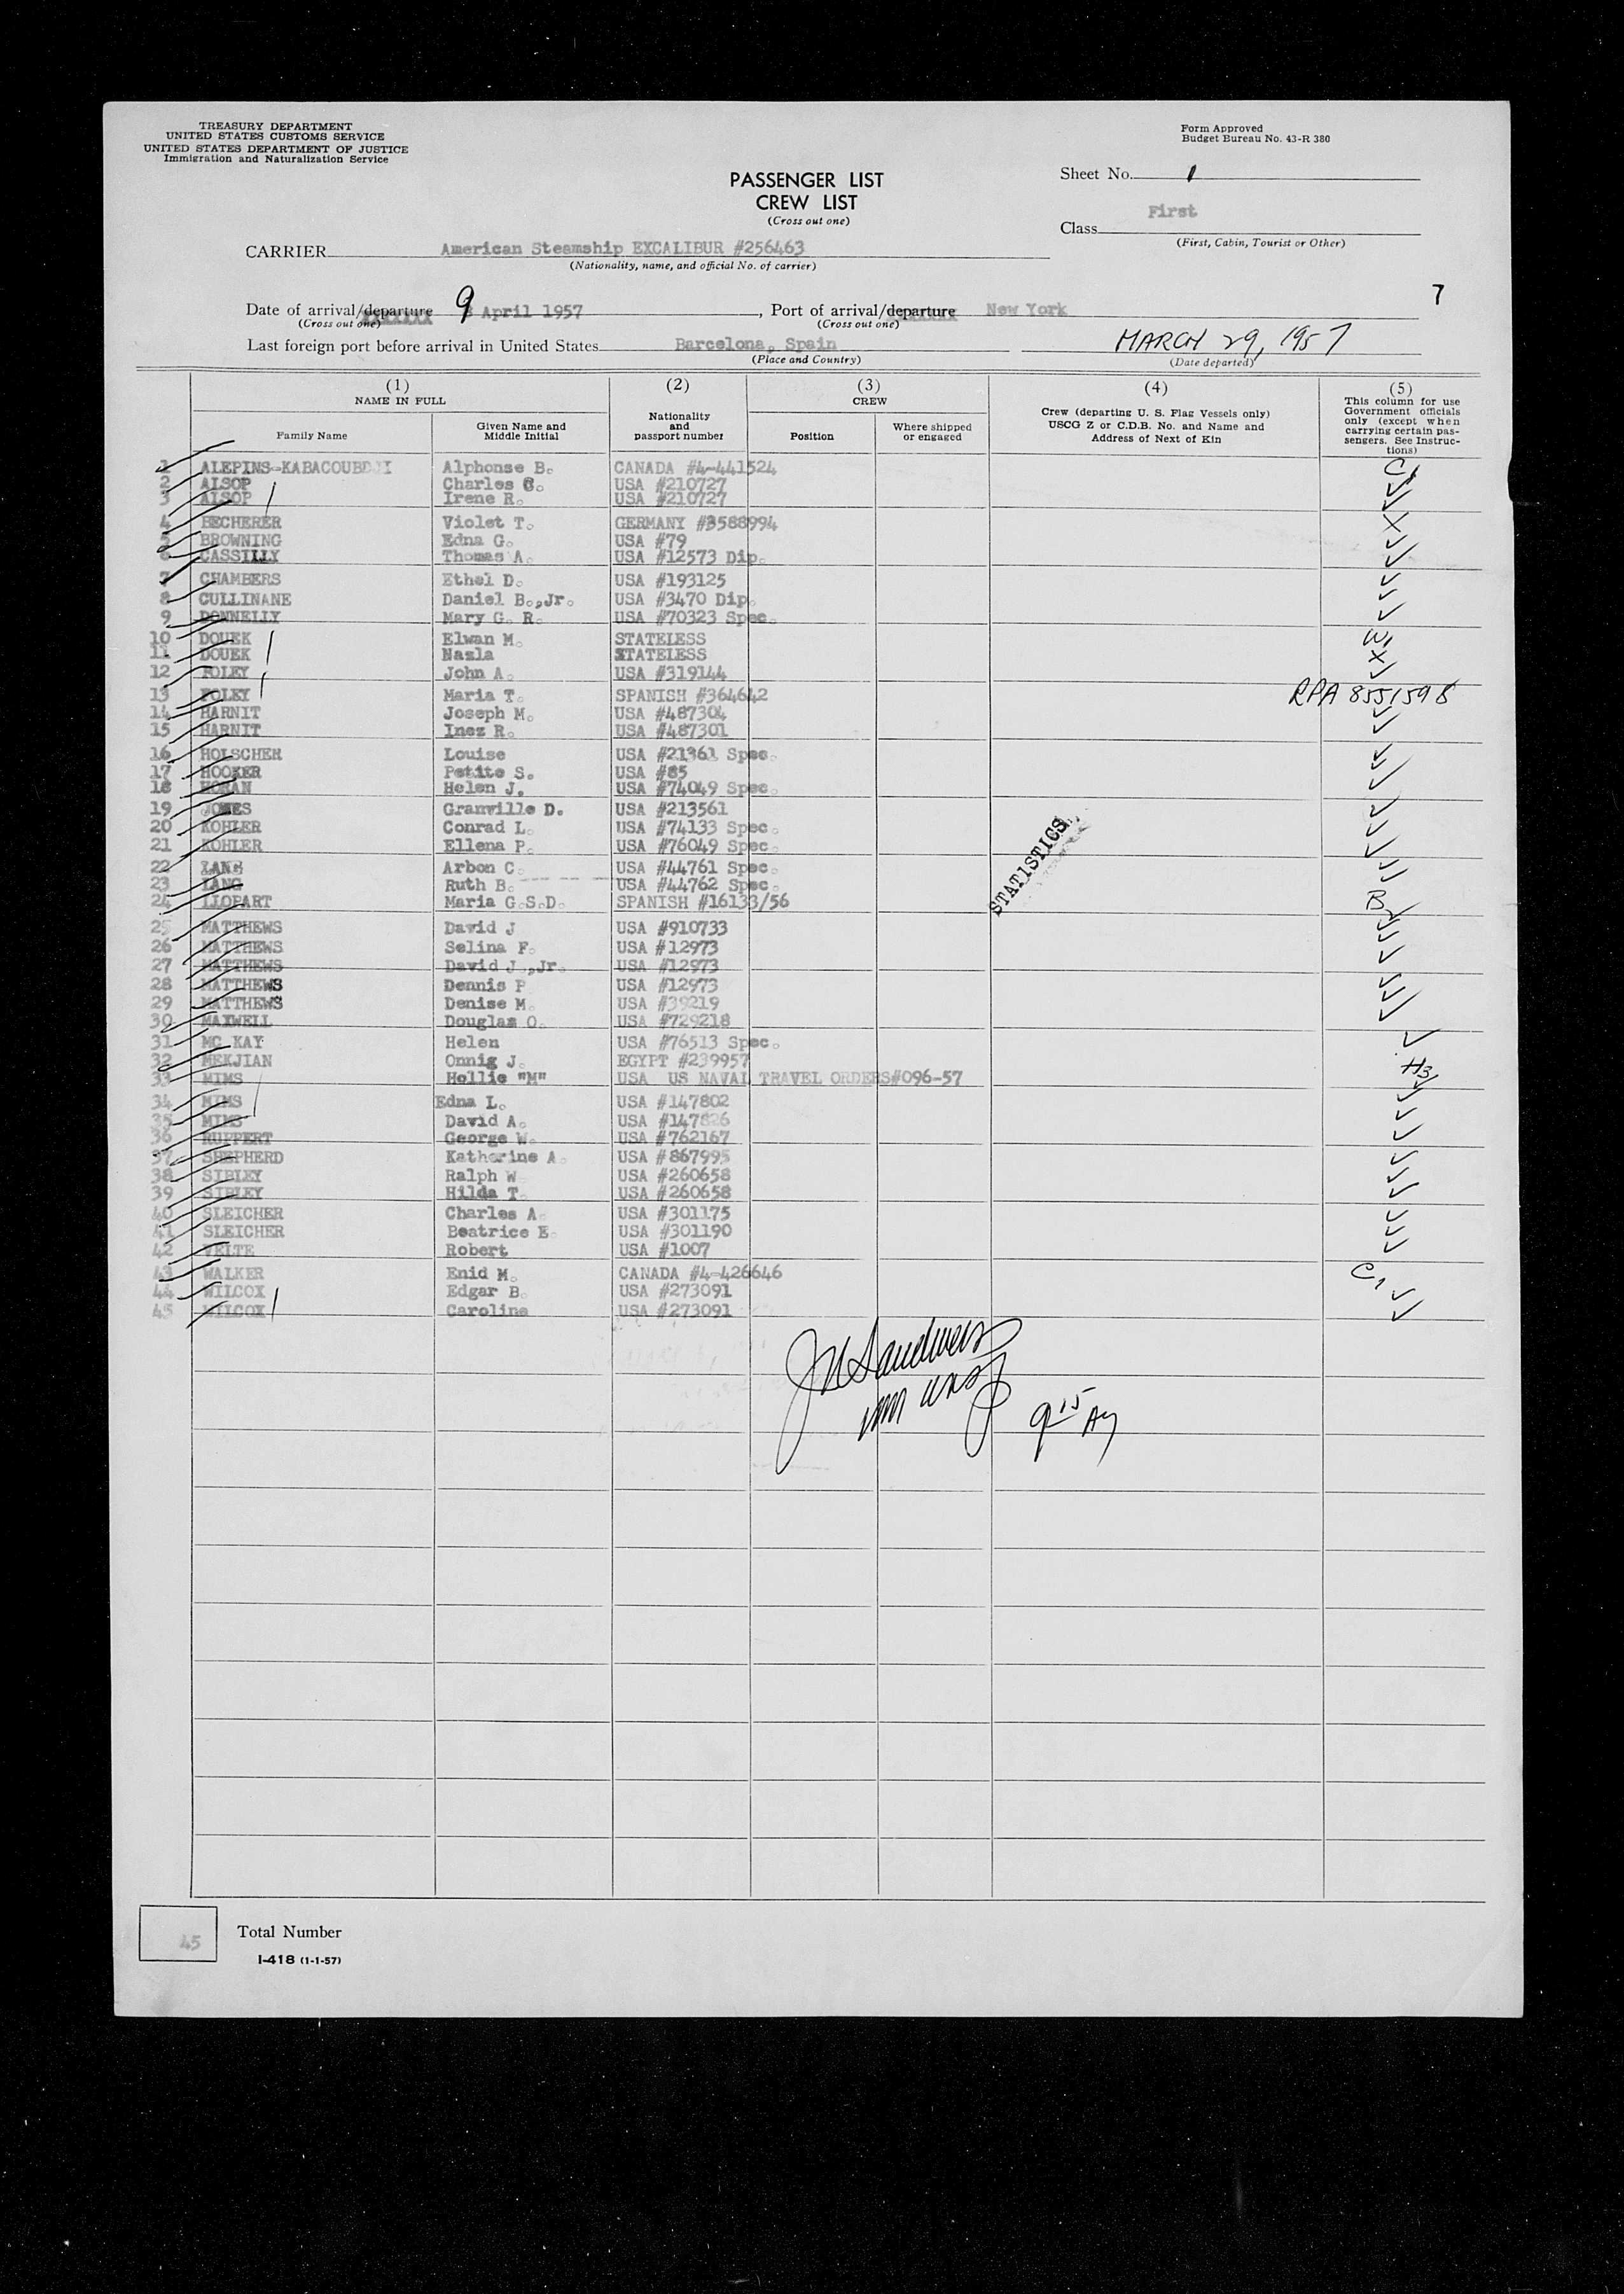 TREASURY DEPARTMENT
UNITED STATES CUSTOMS SERVICE
UNITED STATES DEPARTMENT OF JUSTICE
Immigration and Naturalization Service
Form Approved
Budget Bureau No. 43-R 380
PASSENGER LIST
CREW LIST
(Cross out one)
Sheet No. 1
Class First
(First, Cabin, Tourist or Other)
CARRIER American Steamship EXCALIBUR #256463
(Nationality, name, and official No. of carrier)
7
Date of arrival/departure 9 April 1957, Port of arrival/departure New York
(Cross out one) (Cross out one)
Last foreign port before arrival in United States Barcelona, Spain MARCH 29, 1957
(Place and Country) (Date departed)
(1) (2) (3) (4) (5)
NAME IN FULL Nationality and passport number CREW Crew (departing U. S. Flag Vessels only) USCG Z or C.D.B. No. and Name and Address of Next of Kin This column for use Government officials only (except when carrying certain passengers. See Instructions)
Family Name Given Name and Middle Initial Position Where shipped or engaged
1 ALEPINS-KABACOUBDJI Alphonse B. CANADA #4-441524 C1
2 ALSOP Charles C. USA #210727 ✓
3 ALSOP Irene R. USA #210727 ✓
4 BECHERER Violet T. GERMANY #3588994 X
5 BROWNING Edna G. USA #79 ✓
6 CASSILLY Thomas A. USA #12573 Dip. ✓
7 CHAMBERS Ethel D. USA #193125 ✓
8 CULLINANE Daniel B.,Jr. USA #3470 Dip. ✓
9 DONNELLY Mary G. R. USA #70323 Spec. ✓
10 DOUEK Elwan M. STATELESS
11 DOUEK Nazla STATELESS X
12 FOLEY John A. USA #319144 ✓
13 FOLEY Maria T. SPANISH #364642 RPA 8551598
14 HARNIT Joseph M. USA #487304 ✓
15 HARNIT Inez R. USA #487301 ✓
16 HOLSCHER Louise USA #21361 Spec. ✓
17 HOOKER Petite S. USA #85 ✓
18 HORAN Helen J. USA #74049 Spec. ✓
19 JONES Granville D. USA #213561 ✓
20 KOHLER Conrad L. USA #74133 Spec. ✓
21 KOHLER Ellena P. USA #76049 Spec. ✓
22 LANG Arbon C. USA #44761 Spec. ✓
23 LANG Ruth B. USA #44762 Spec. ✓
24 LLOPART Maria G.S.D. SPANISH #16133/56 B2
STATISTICS
25 MATTHEWS David J USA #910733 ✓
26 MATTHEWS Selina F. USA #12973 ✓
27 MATTHEWS David J.,Jr. USA #12973 ✓
28 MATTHEWS Dennis P USA #12973 ✓
29 MATTHEWS Denise M. USA #39219 ✓
30 MAXWELL Douglas O. USA #729218 ✓
31 MC KAY Helen USA #76513 Spec. ✓
32 MEKJIAN Onnig J. EGYPT #239957 H3
33 MIMS Hollie "M" USA US NAVAL TRAVEL ORDERS#096-57 ✓
34 MIMS Edna L. USA #147802 ✓
35 MIMS David A. USA #147826 ✓
36 RUPPERT George W. USA #762167 ✓
37 SHEPHERD Katherine A. USA #867995 ✓
38 SIBLEY Ralph W USA #260658 ✓
39 SIBLEY Hilda T. USA #260658 ✓
40 SLEICHER Charles A. USA #301175 ✓
41 SLEICHER Beatrice E. USA #301190 ✓
42 VELTE Robert USA #1007 ✓
43 WALKER Enid M. CANADA #4-426646 C1
44 WILCOX Edgar B. USA #273091 ✓
45 WILCOX Caroline USA #273091 ✓
9 15 AM
45 Total Number
I-418 (1-1-57)